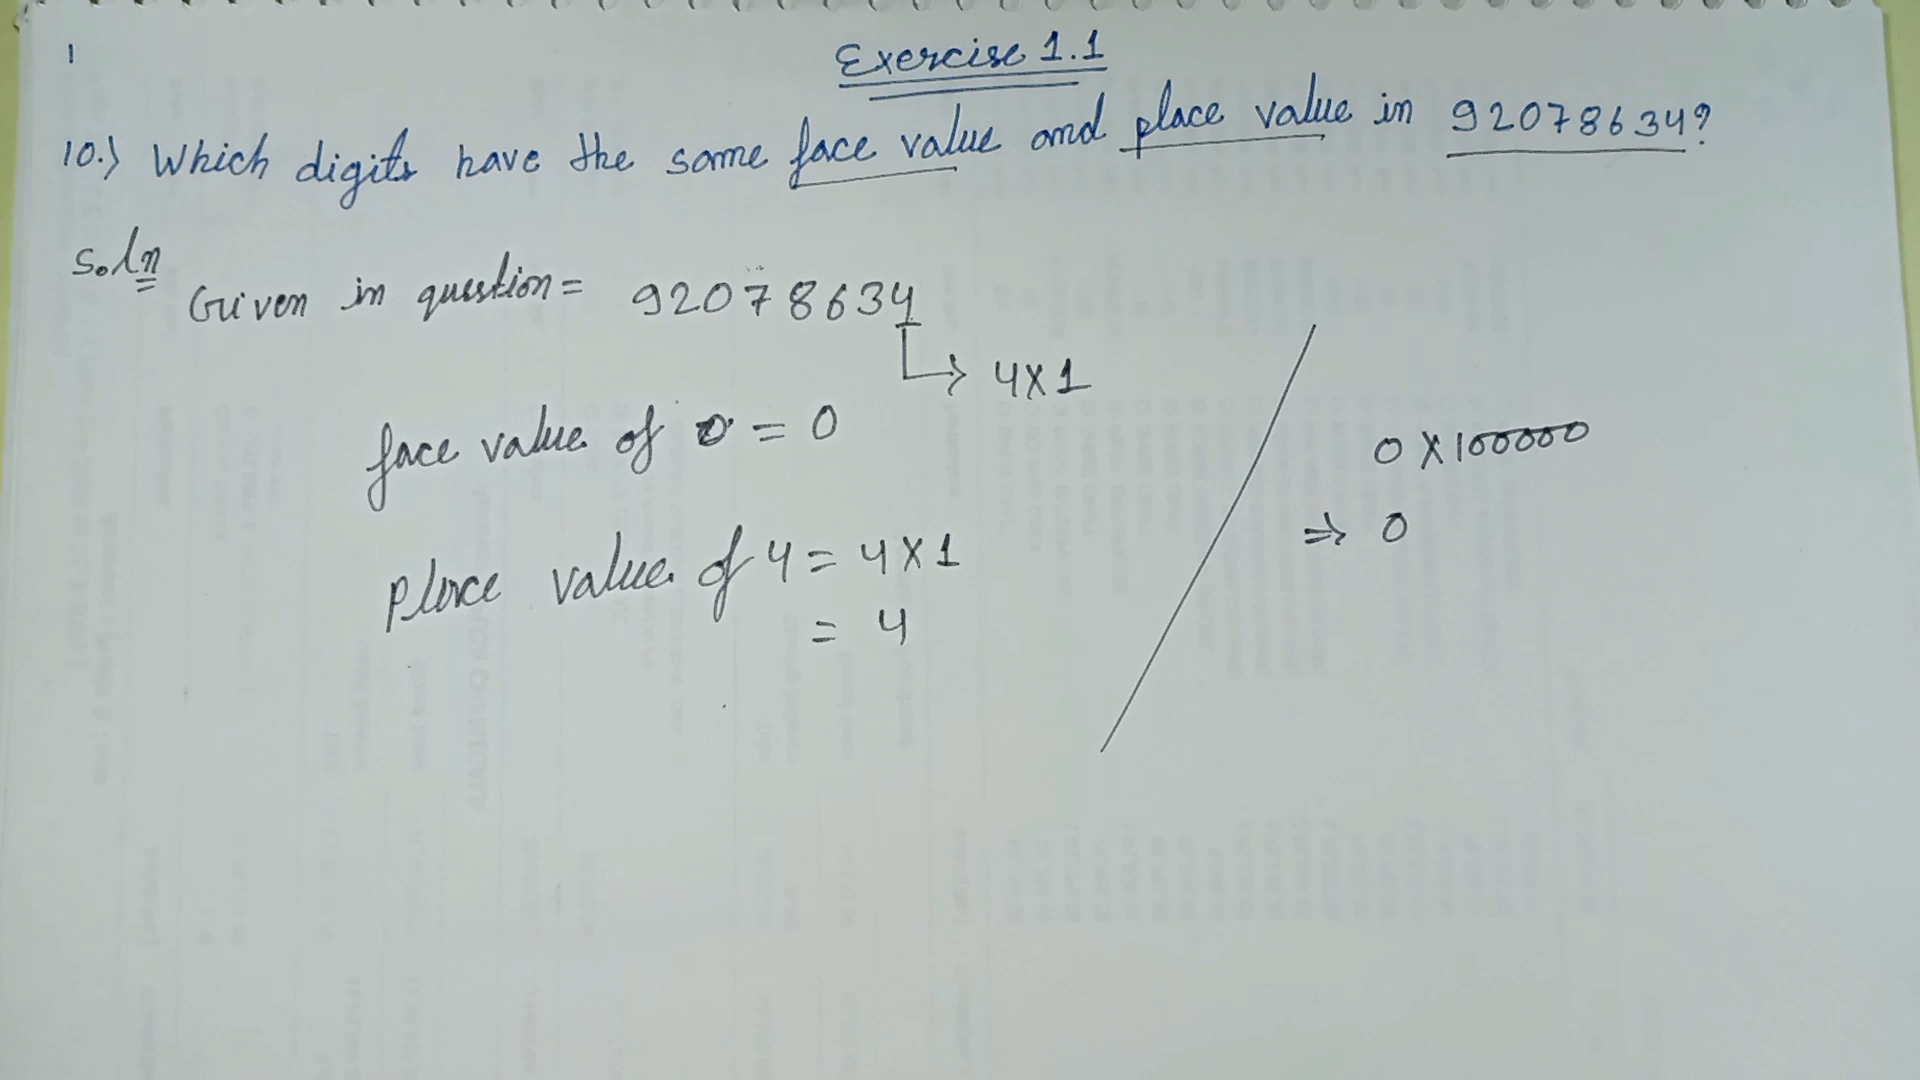 1
Exercise 1.1
10.) Which digits have the same face value and place value in 92078634?
Soln
Given in question = 92078634
→ 4×1
face value of 0 = 0
0×100000
⇒ 0
place value of 4 = 4×1
= 4